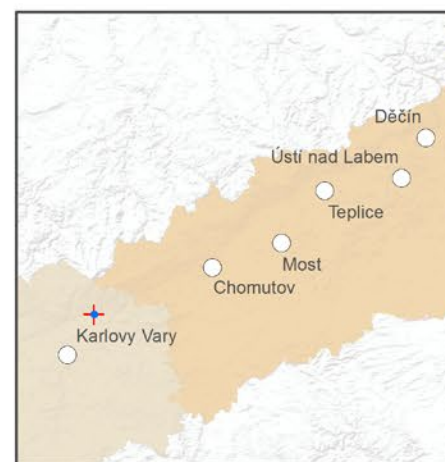 Děčín
Ústí nad Labem
Teplice
Most
Chomutov
Karlovy Vary